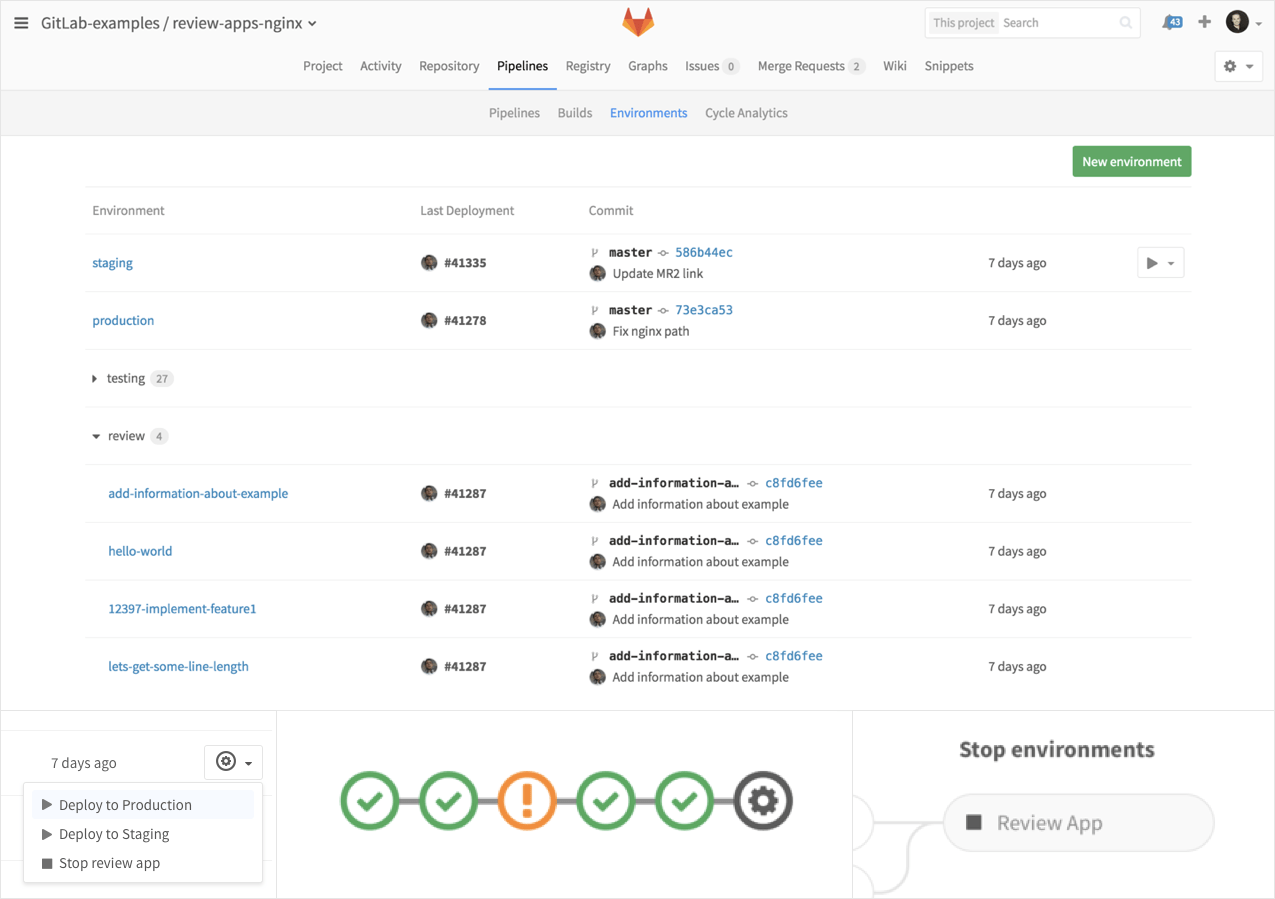 GitLab-examples / review-apps-nginx
This project Search
43
Project Activity Repository Pipelines Registry Graphs Issues 0 Merge Requests 2 Wiki Snippets
Pipelines Builds Environments Cycle Analytics
New environment
Environment Last Deployment Commit
staging #41335 master 586b44ec 7 days ago
Update MR2 link
production #41278 master 73e3ca53 7 days ago
Fix nginx path
testing 27
review 4
add-information-about-example #41287 add-information-a… c8fd6fee 7 days ago
Add information about example
hello-world #41287 add-information-a… c8fd6fee 7 days ago
Add information about example
12397-implement-feature1 #41287 add-information-a… c8fd6fee 7 days ago
Add information about example
lets-get-some-line-length #41287 add-information-a… c8fd6fee 7 days ago
Add information about example
7 days ago
Deploy to Production
Deploy to Staging
Stop review app
Stop environments
Review App